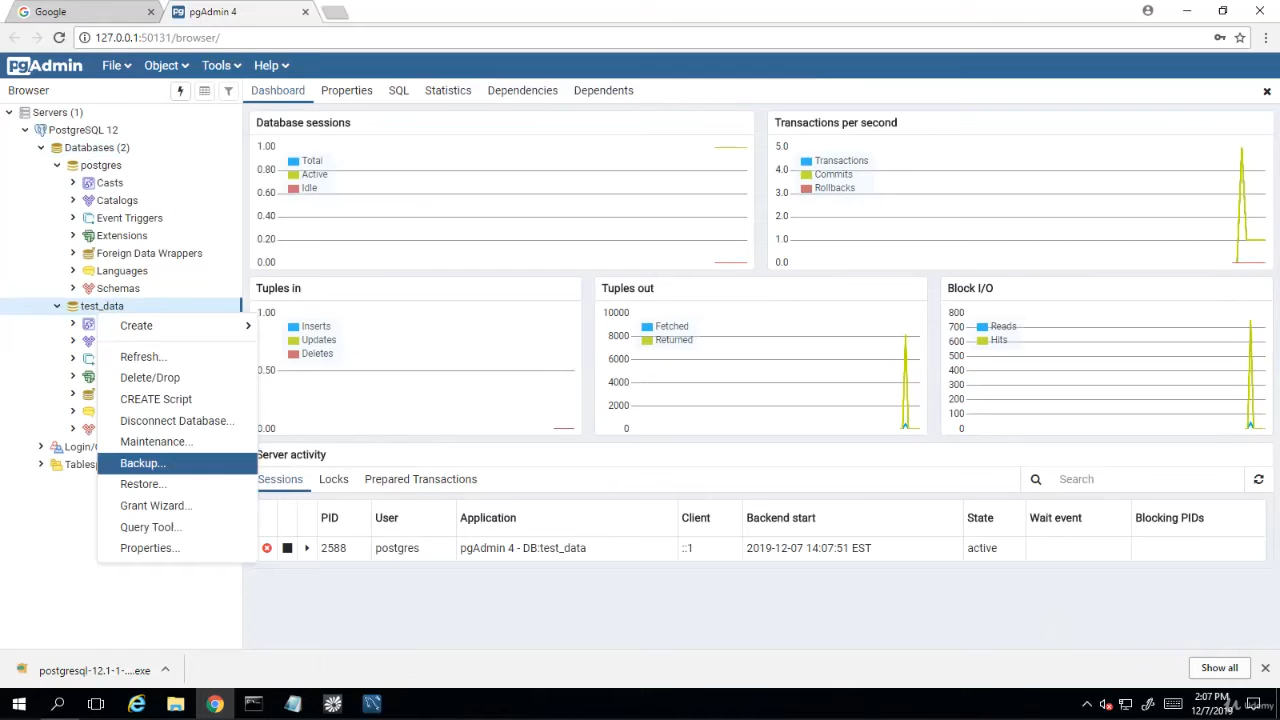 Google
pgAdmin 4
127.0.0.1:50131/browser/
pgAdmin File Object Tools Help
Browser
Dashboard Properties SQL Statistics Dependencies Dependents
Servers (1)
PostgreSQL 12
Databases (2)
postgres
Casts
Catalogs
Event Triggers
Extensions
Foreign Data Wrappers
Languages
Schemas
test_data
Login/
Tables
Create
Refresh...
Delete/Drop
CREATE Script
Disconnect Database...
Maintenance...
Backup...
Restore...
Grant Wizard...
Query Tool...
Properties...
Database sessions
1.00
0.80
0.60
0.40
0.20
0.00
Total
Active
Idle
Transactions per second
5.0
4.0
3.0
2.0
1.0
0.0
Transactions
Commits
Rollbacks
Tuples in
1.00
0.50
0.00
Inserts
Updates
Deletes
Tuples out
10000
8000
6000
4000
2000
0
Fetched
Returned
Block I/O
800
700
600
500
400
300
200
100
0
Reads
Hits
Server activity
Sessions Locks Prepared Transactions Search
PID User Application Client Backend start State Wait event Blocking PIDs
2588 postgres pgAdmin 4 - DB:test_data ::1 2019-12-07 14:07:51 EST active
postgresql-12.1-1-....exe
Show all
2:07 PM
12/7/2019
Udemy